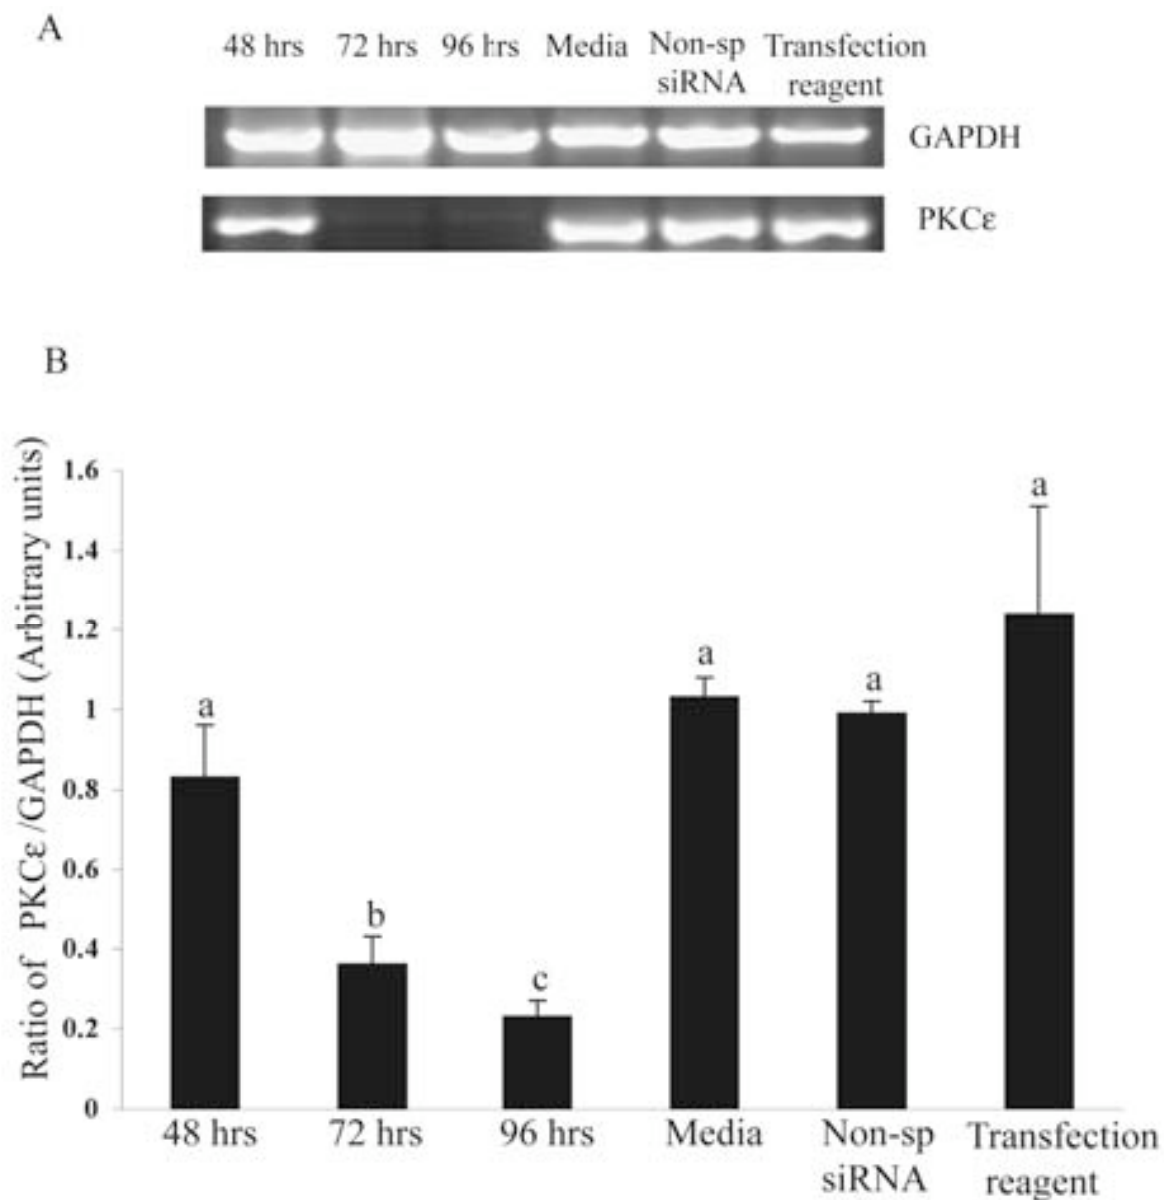 A
48 hrs 72 hrs 96 hrs Media Non-sp siRNA Transfection reagent
GAPDH
PKCε
B
Ratio of PKCε /GAPDH (Arbitrary units)
1.6
1.4
1.2
1
0.8
0.6
0.4
0.2
0
a
b
c
a
a
a
48 hrs 72 hrs 96 hrs Media Non-sp siRNA Transfection reagent